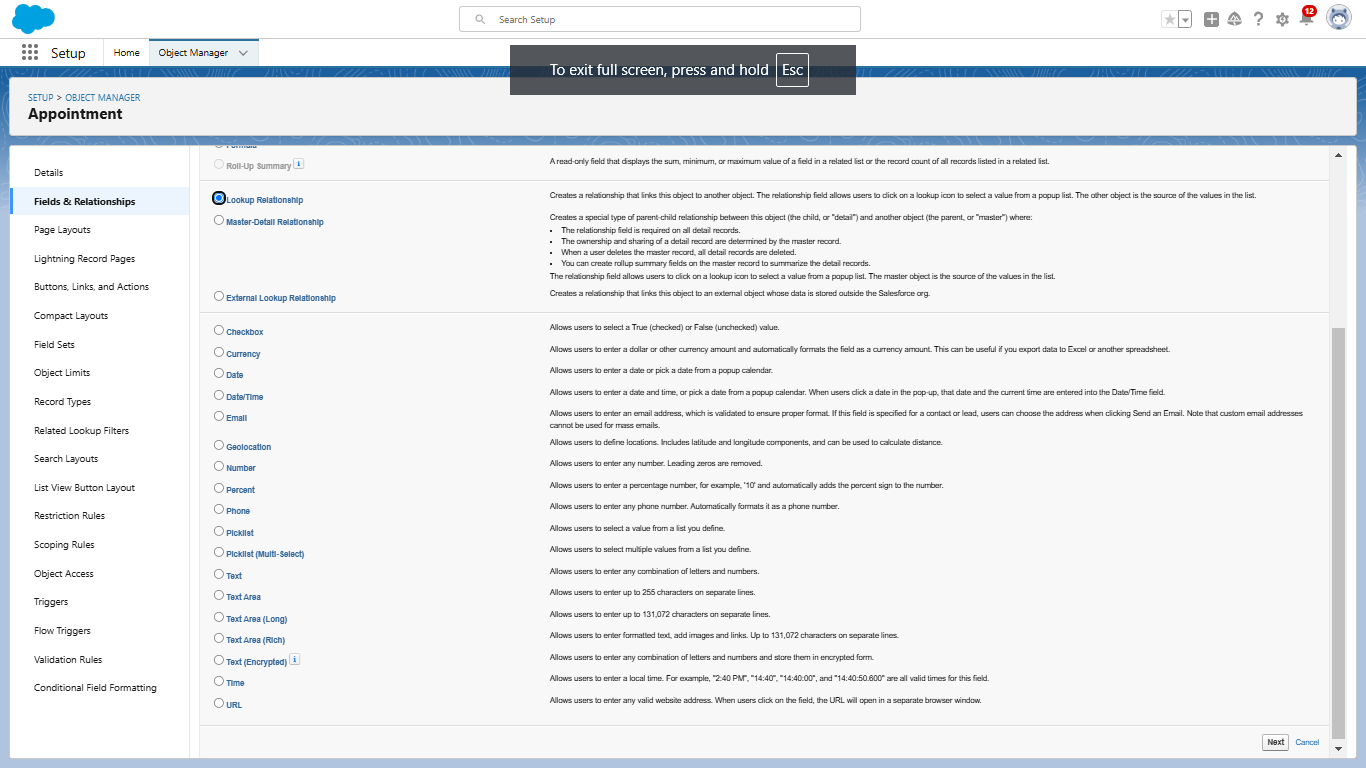 Search Setup
12
Setup
Home
Object Manager
To exit full screen, press and hold Esc
SETUP > OBJECT MANAGER
Appointment
Details
Fields & Relationships
Page Layouts
Lightning Record Pages
Buttons, Links, and Actions
Compact Layouts
Field Sets
Object Limits
Record Types
Related Lookup Filters
Search Layouts
List View Button Layout
Restriction Rules
Scoping Rules
Object Access
Triggers
Flow Triggers
Validation Rules
Conditional Field Formatting
Formula
Roll-Up Summary i
A read-only field that displays the sum, minimum, or maximum value of a field in a related list or the record count of all records listed in a related list.
Lookup Relationship
Creates a relationship that links this object to another object. The relationship field allows users to click on a lookup icon to select a value from a popup list. The other object is the source of the values in the list.
Master-Detail Relationship
Creates a special type of parent-child relationship between this object (the child, or "detail") and another object (the parent, or "master") where:
• The relationship field is required on all detail records.
• The ownership and sharing of a detail record are determined by the master record.
• When a user deletes the master record, all detail records are deleted.
• You can create rollup summary fields on the master record to summarize the detail records.
The relationship field allows users to click on a lookup icon to select a value from a popup list. The master object is the source of the values in the list.
External Lookup Relationship
Creates a relationship that links this object to an external object whose data is stored outside the Salesforce org.
Checkbox
Allows users to select a True (checked) or False (unchecked) value.
Currency
Allows users to enter a dollar or other currency amount and automatically formats the field as a currency amount. This can be useful if you export data to Excel or another spreadsheet.
Date
Allows users to enter a date or pick a date from a popup calendar.
Date/Time
Allows users to enter a date and time, or pick a date from a popup calendar. When users click a date in the pop-up, that date and the current time are entered into the Date/Time field.
Email
Allows users to enter an email address, which is validated to ensure proper format. If this field is specified for a contact or lead, users can choose the address when clicking Send an Email. Note that custom email addresses
cannot be used for mass emails.
Geolocation
Allows users to define locations. Includes latitude and longitude components, and can be used to calculate distance.
Number
Allows users to enter any number. Leading zeros are removed.
Percent
Allows users to enter a percentage number, for example, '10' and automatically adds the percent sign to the number.
Phone
Allows users to enter any phone number. Automatically formats it as a phone number.
Picklist
Allows users to select a value from a list you define.
Picklist (Multi-Select)
Allows users to select multiple values from a list you define.
Text
Allows users to enter any combination of letters and numbers.
Text Area
Allows users to enter up to 255 characters on separate lines.
Text Area (Long)
Allows users to enter up to 131,072 characters on separate lines.
Text Area (Rich)
Allows users to enter formatted text, add images and links. Up to 131,072 characters on separate lines.
Text (Encrypted) i
Allows users to enter any combination of letters and numbers and store them in encrypted form.
Time
Allows users to enter a local time. For example, "2:40 PM", "14:40", "14:40:00", and "14:40:50.600" are all valid times for this field.
URL
Allows users to enter any valid website address. When users click on the field, the URL will open in a separate browser window.
Next
Cancel